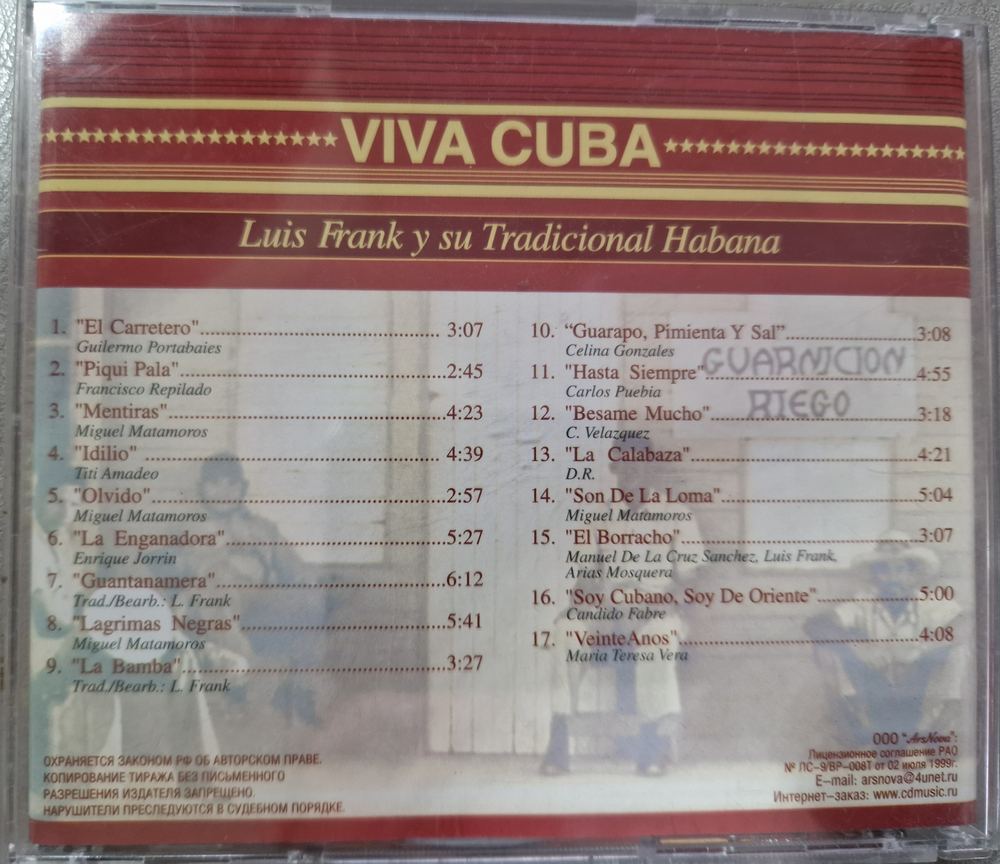 VIVA CUBA
Luis Frank y su Tradicional Habana
1. "El Carretero" 3:07
Guilermo Portabaies
2. "Piqui Pala" 2:45
Francisco Repilado
3. "Mentiras" 4:23
Miguel Matamoros
4. "Idilio" 4:39
Titi Amadeo
5. "Olvido" 2:57
Miguel Matamoros
6. "La Enganadora" 5:27
Enrique Jorrin
7. "Guantanamera" 6:12
Trad./Bearb.: L. Frank
8. "Lagrimas Negras" 5:41
Miguel Matamoros
9. "La Bamba" 3:27
Trad./Bearb.: L. Frank
10. “Guarapo, Pimienta Y Sal” 3:08
Celina Gonzales
11. "Hasta Siempre" 4:55
Carlos Puebia
12. "Besame Mucho" 3:18
C. Velazquez
13. "La Calabaza" 4:21
D.R.
14. "Son De La Loma" 5:04
Miguel Matamoros
15. "El Borracho" 3:07
Manuel De La Cruz Sanchez, Luis Frank,
Arias Mosquera
16. "Soy Cubano, Soy De Oriente" 5:00
Candido Fabre
17. "VeinteAnos" 4:08
Maria Teresa Vera
GUARNICION
RIEGO
ОХРАНЯЕТСЯ ЗАКОНОМ РФ ОБ АВТОРСКОМ ПРАВЕ.
КОПИРОВАНИЕ ТИРАЖА БЕЗ ПИСЬМЕННОГО
РАЗРЕШЕНИЯ ИЗДАТЕЛЯ ЗАПРЕЩЕНО.
НАРУШИТЕЛИ ПРЕСЛЕДУЮТСЯ В СУДЕБНОМ ПОРЯДКЕ.
ООО "ArsNova":
Лицензионное соглашение РАО
№ ЛС-9/ВР-008Т от 02 июля 1999г.
E-mail: arsnova@4unet.ru
Интернет-заказ: www.cdmusic.ru